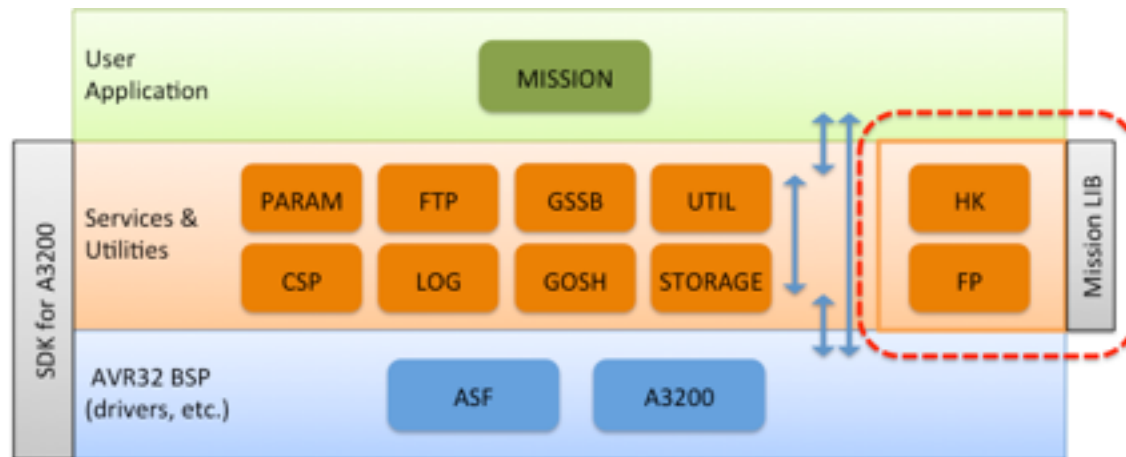 User
Application
MISSION
SDK for A3200
Services &
Utilities
PARAM
FTP
GSSB
UTIL
CSP
LOG
GOSH
STORAGE
HK
FP
Mission LIB
AVR32 BSP
(drivers, etc.)
ASF
A3200